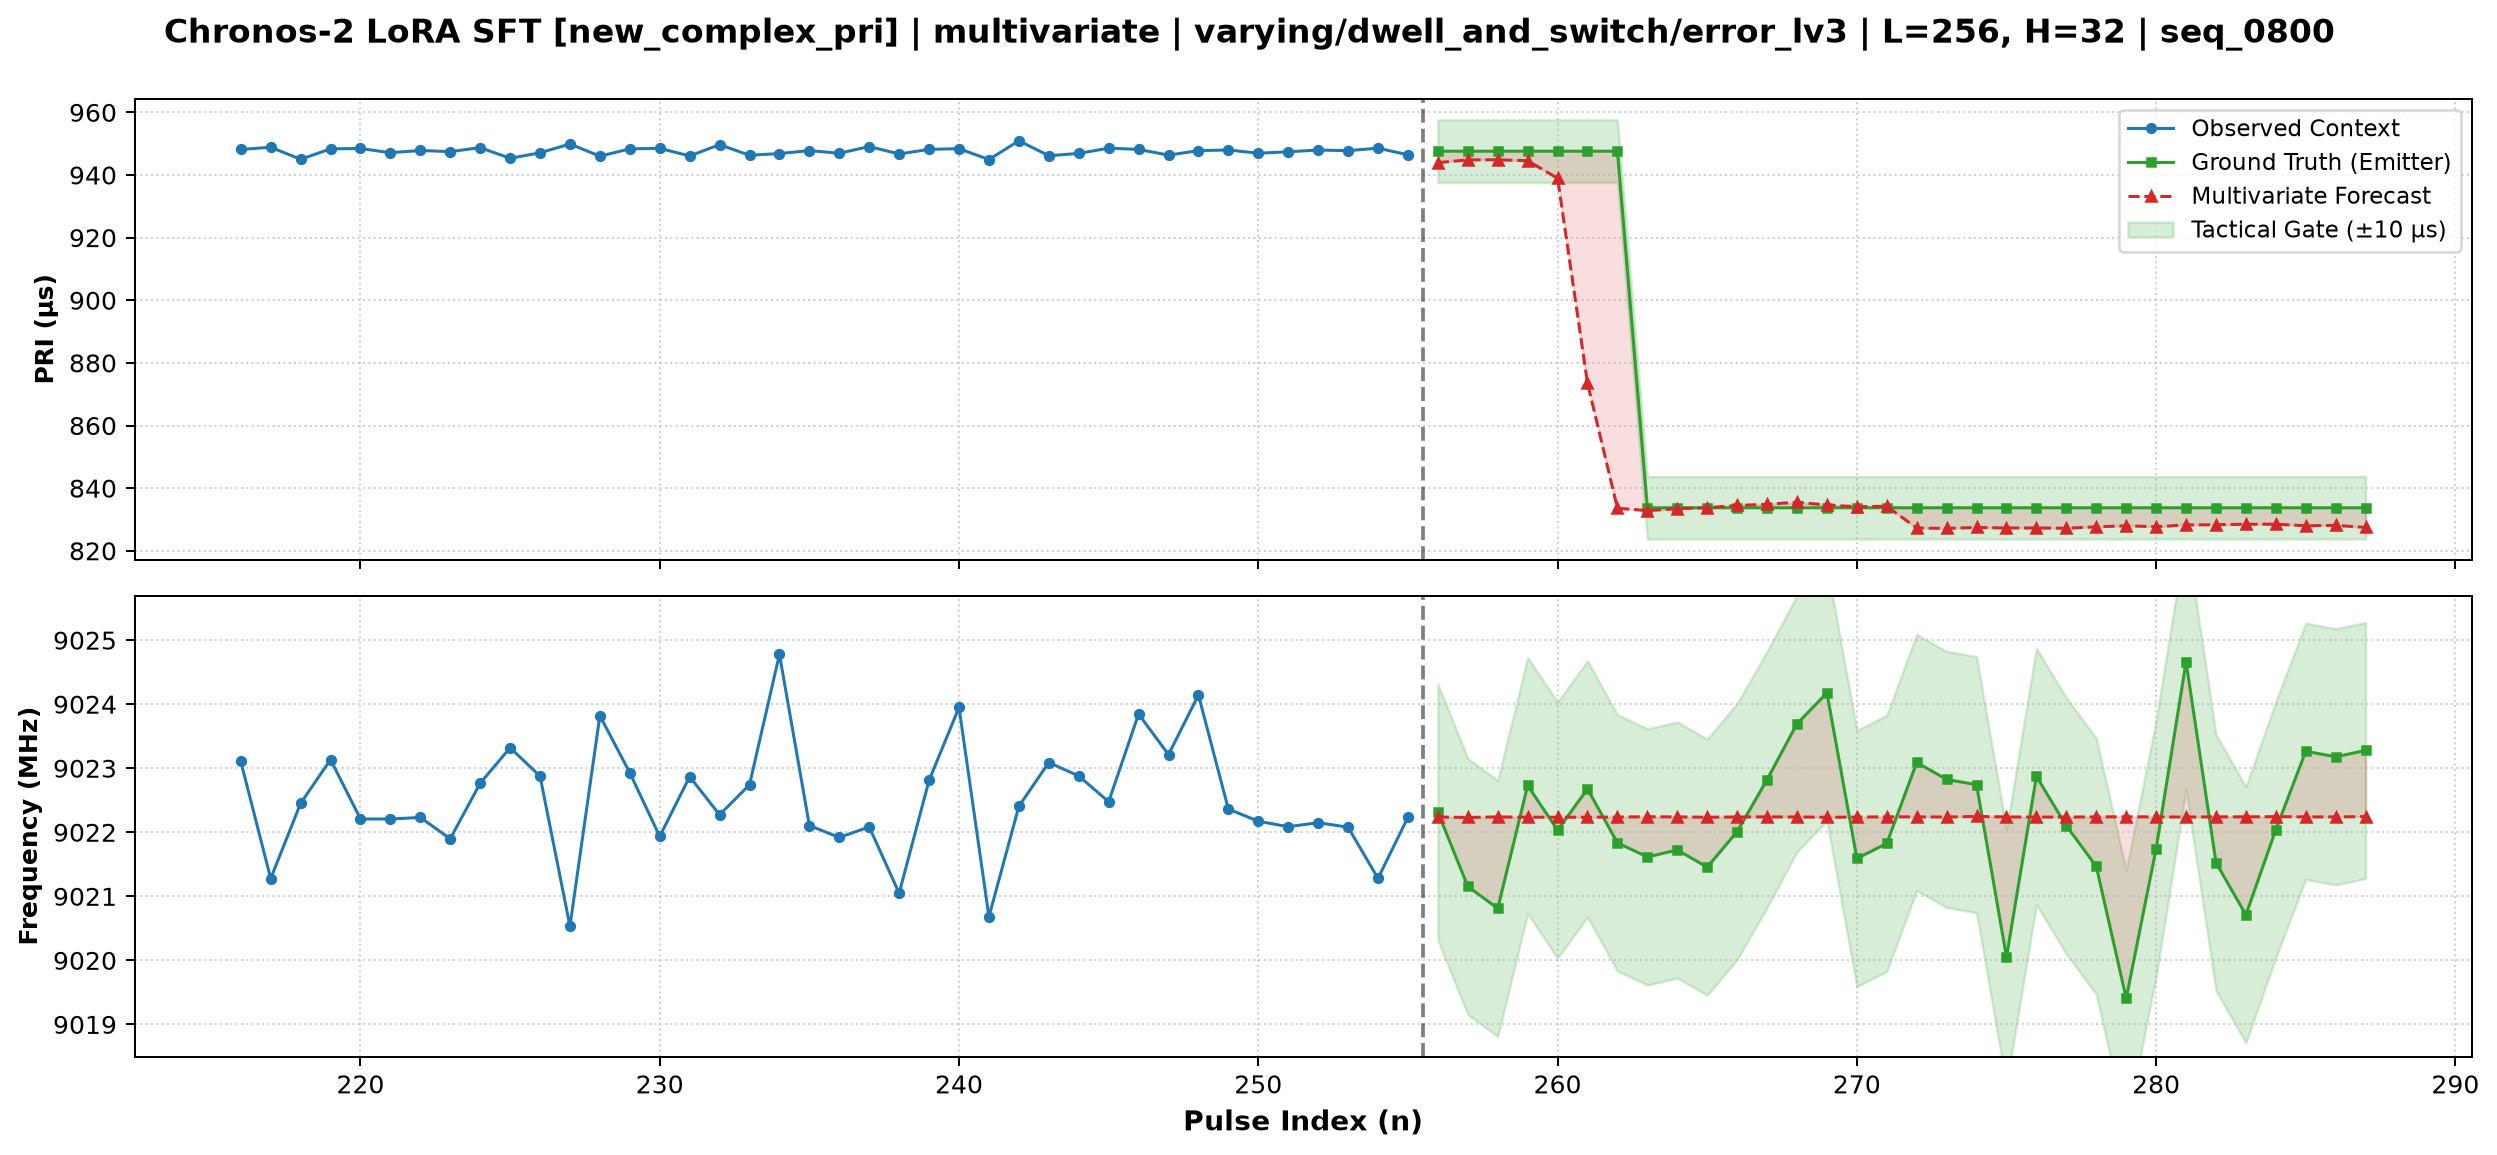 Chronos-2 LoRA SFT [new_complex_pri] | multivariate | varying/dwell_and_switch/error_lv3 | L=256, H=32 | seq_0800
PRI (µs)
960
940
920
900
880
860
840
820
Observed Context
Ground Truth (Emitter)
Multivariate Forecast
Tactical Gate (±10 µs)
Frequency (MHz)
9025
9024
9023
9022
9021
9020
9019
220
230
240
250
260
270
280
290
Pulse Index (n)